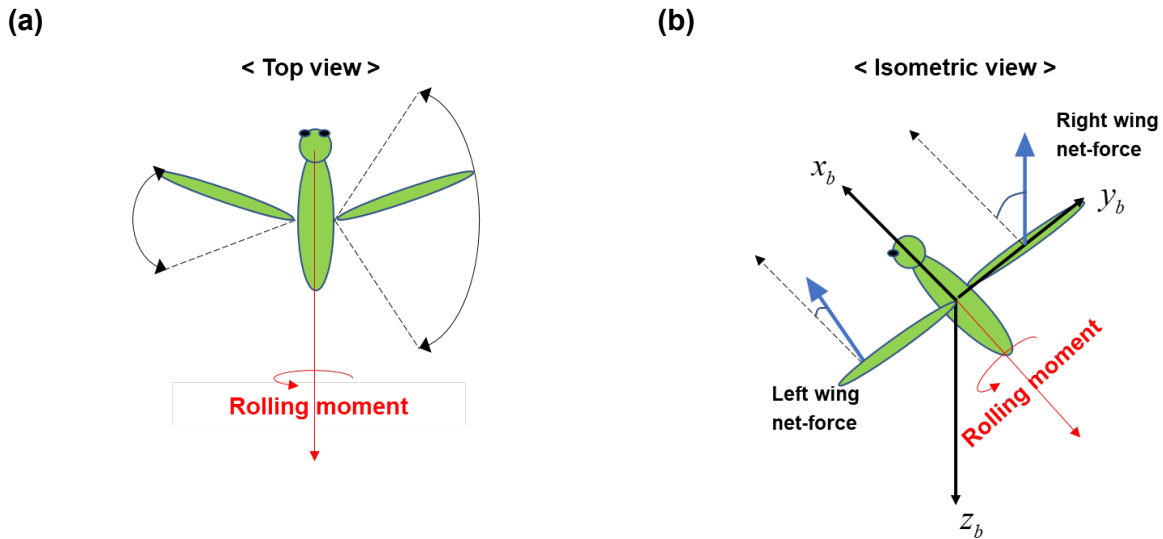 (a)
< Top view >
Rolling moment
(b)
< Isometric view >
Right wing
net-force
x_b
y_b
Left wing
net-force
Rolling moment
z_b